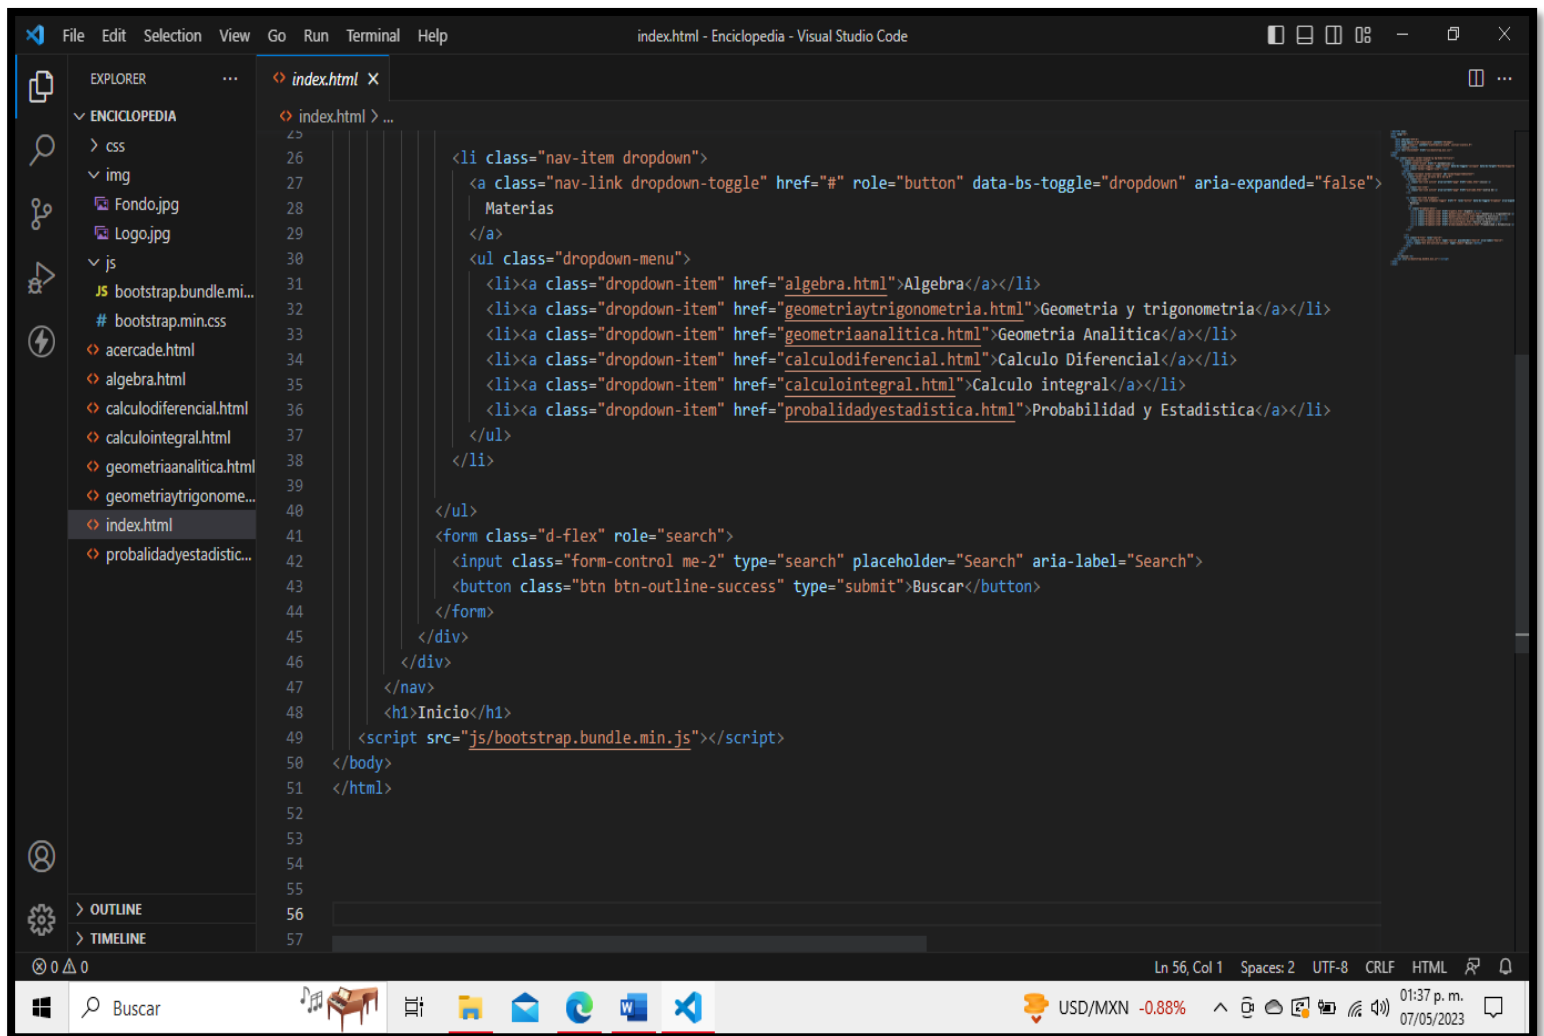 File Edit Selection View Go Run Terminal Help
index.html - Enciclopedia - Visual Studio Code
EXPLORER ...
index.html
ENCICLOPEDIA
index.html > ...
css
img
Fondo.jpg
Logo.jpg
js
JS bootstrap.bundle.mi...
# bootstrap.min.css
acercade.html
algebra.html
calculodiferencial.html
calculointegral.html
geometriaanalitica.html
geometriaytrigonome...
index.html
probalidadyestadistic...
OUTLINE
TIMELINE
25
26 <li class="nav-item dropdown">
27 <a class="nav-link dropdown-toggle" href="#" role="button" data-bs-toggle="dropdown" aria-expanded="false">
28 Materias
29 </a>
30 <ul class="dropdown-menu">
31 <li><a class="dropdown-item" href="algebra.html">Algebra</a></li>
32 <li><a class="dropdown-item" href="geometriaytrigonometria.html">Geometria y trigonometria</a></li>
33 <li><a class="dropdown-item" href="geometriaanalitica.html">Geometria Analitica</a></li>
34 <li><a class="dropdown-item" href="calculodiferencial.html">Calculo Diferencial</a></li>
35 <li><a class="dropdown-item" href="calculointegral.html">Calculo integral</a></li>
36 <li><a class="dropdown-item" href="probalidadyestadistica.html">Probabilidad y Estadistica</a></li>
37 </ul>
38 </li>
39
40 </ul>
41 <form class="d-flex" role="search">
42 <input class="form-control me-2" type="search" placeholder="Search" aria-label="Search">
43 <button class="btn btn-outline-success" type="submit">Buscar</button>
44 </form>
45 </div>
46 </div>
47 </nav>
48 <h1>Inicio</h1>
49 <script src="js/bootstrap.bundle.min.js"></script>
50 </body>
51 </html>
52
53
54
55
56
57
0 0
Ln 56, Col 1 Spaces: 2 UTF-8 CRLF HTML
Buscar
USD/MXN -0.88%
01:37 p. m.
07/05/2023